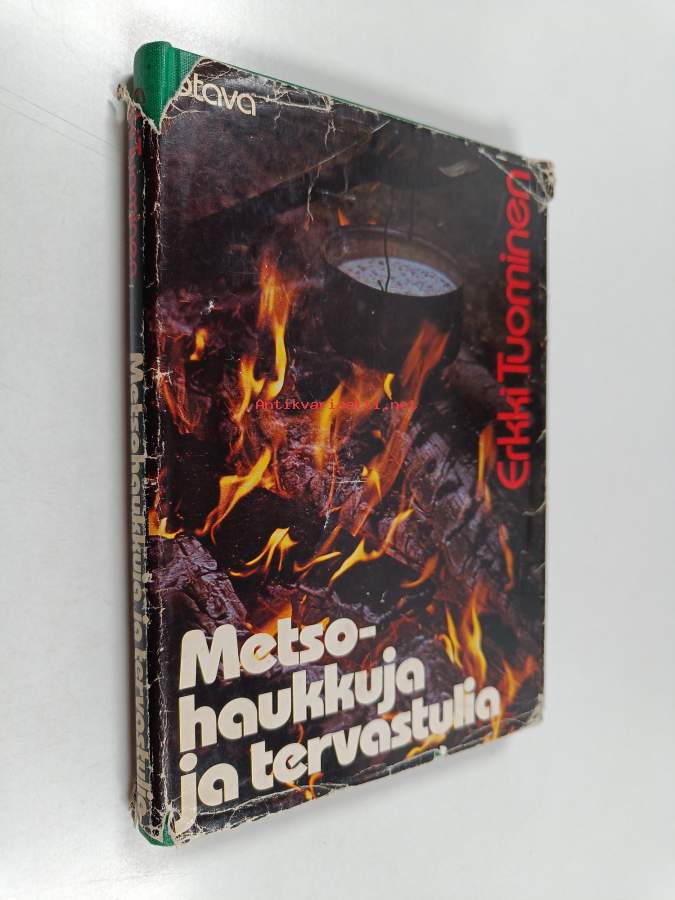 otava
Erkki Tuominen
Antikvariaatti.net
Metso-
haukkuja
ja tervastulia
Metsohaukkuja ja tervastulia